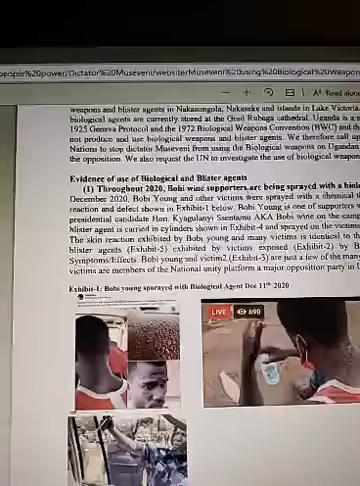 people%20power/Dictator%20Museveni/website/Museveni%20using%20Biological%20Weapon
Read aloud
weapons and blister agents in Nakasongola, Nakaseke and islands in Lake Victoria
biological agents are currently stored at the Rubaga cathedral. Uganda is a
1925 Geneva Protocol and the 1972 Biological Weapons Convention (BWC) and th
not produce and use biological weapons and blister agents. We therefore call up
Nations to stop dictator Museveni from using the Biological weapons on Ugandan
the opposition. We also request the UN to investigate the use of biological weapon
Evidence of use of Biological and Blister agents
(1) Throughout 2020, Bobi wine supporters are being sprayed with a
December 2020, Bobi Young and other victims were sprayed with a chemical
reaction and defect shown in Exhibit-1 below. Bobi Young is one of supporters
presidential candidate Hon. Kyagulanyi Ssentamu AKA Bobi wine on the
blister agent is carried in cylinders shown in Exhibit-4 and sprayed on the victims
The skin reaction exhibited by Bobi young and many victims is identical to th
blister agents (Exhibit-5) exhibited by victims exposed (Exhibit-2) by B
Symptoms/Effects. Bobi young and victim2 (Exhibit-3) are just a few of the many
victims are members of the National unity platform a major opposition party in
Exhibit-1: Bobi young sprayed with Biological Agent Dec 11th 2020
LIVE 690